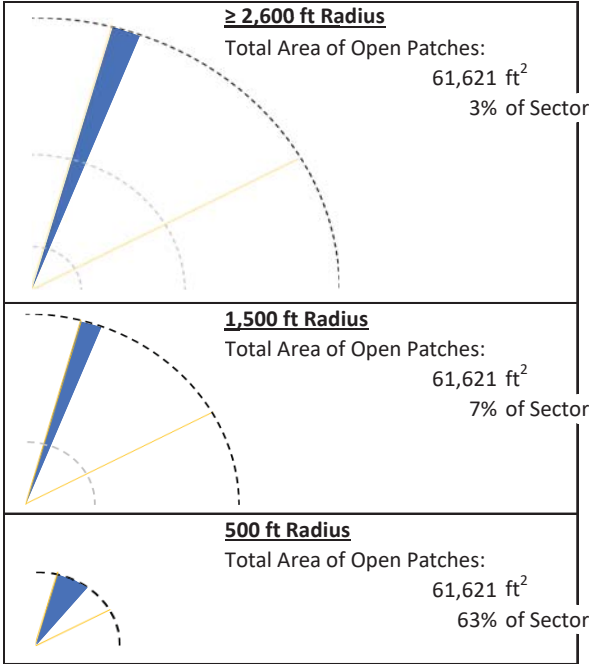 ≥ 2,600 ft Radius
Total Area of Open Patches:
61,621 ft²
3% of Sector
1,500 ft Radius
Total Area of Open Patches:
61,621 ft²
7% of Sector
500 ft Radius
Total Area of Open Patches:
61,621 ft²
63% of Sector